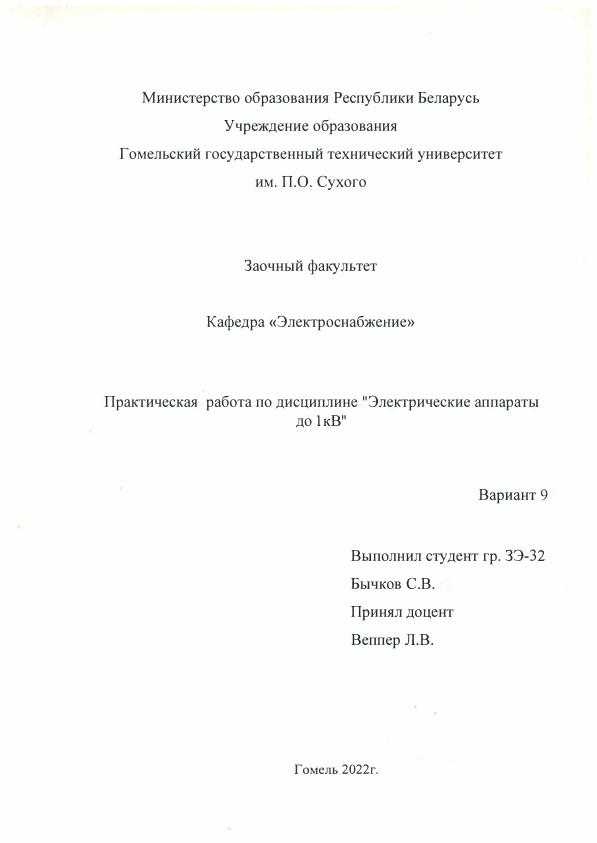 Министерство образования Республики Беларусь
Учреждение образования
Гомельский государственный технический университет
им. П.О. Сухого
Заочный факультет
Кафедра «Электроснабжение»
Практическая  работа по дисциплине "Электрические аппараты
до 1кВ"
Вариант 9
Выполнил студент гр. ЗЭ-32
Бычков С.В.
Принял доцент
Веппер Л.В.
Гомель 2022г.